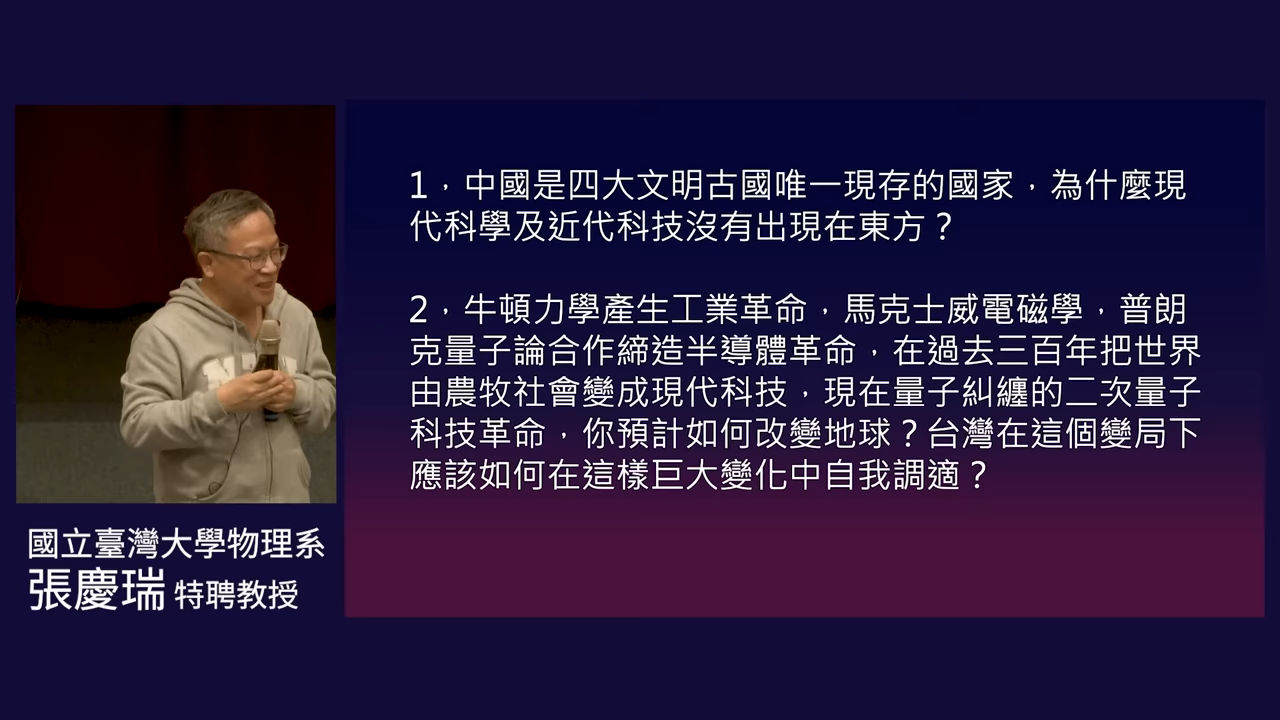 1，中國是四大文明古國唯一現存的國家，為什麼現
代科學及近代科技沒有出現在東方？
2，牛頓力學產生工業革命，馬克士威電磁學，普朗
克量子論合作締造半導體革命，在過去三百年把世界
由農牧社會變成現代科技，現在量子糾纏的二次量子
科技革命，你預計如何改變地球？台灣在這個變局下
應該如何在這樣巨大變化中自我調適？
國立臺灣大學物理系
張慶瑞 特聘教授